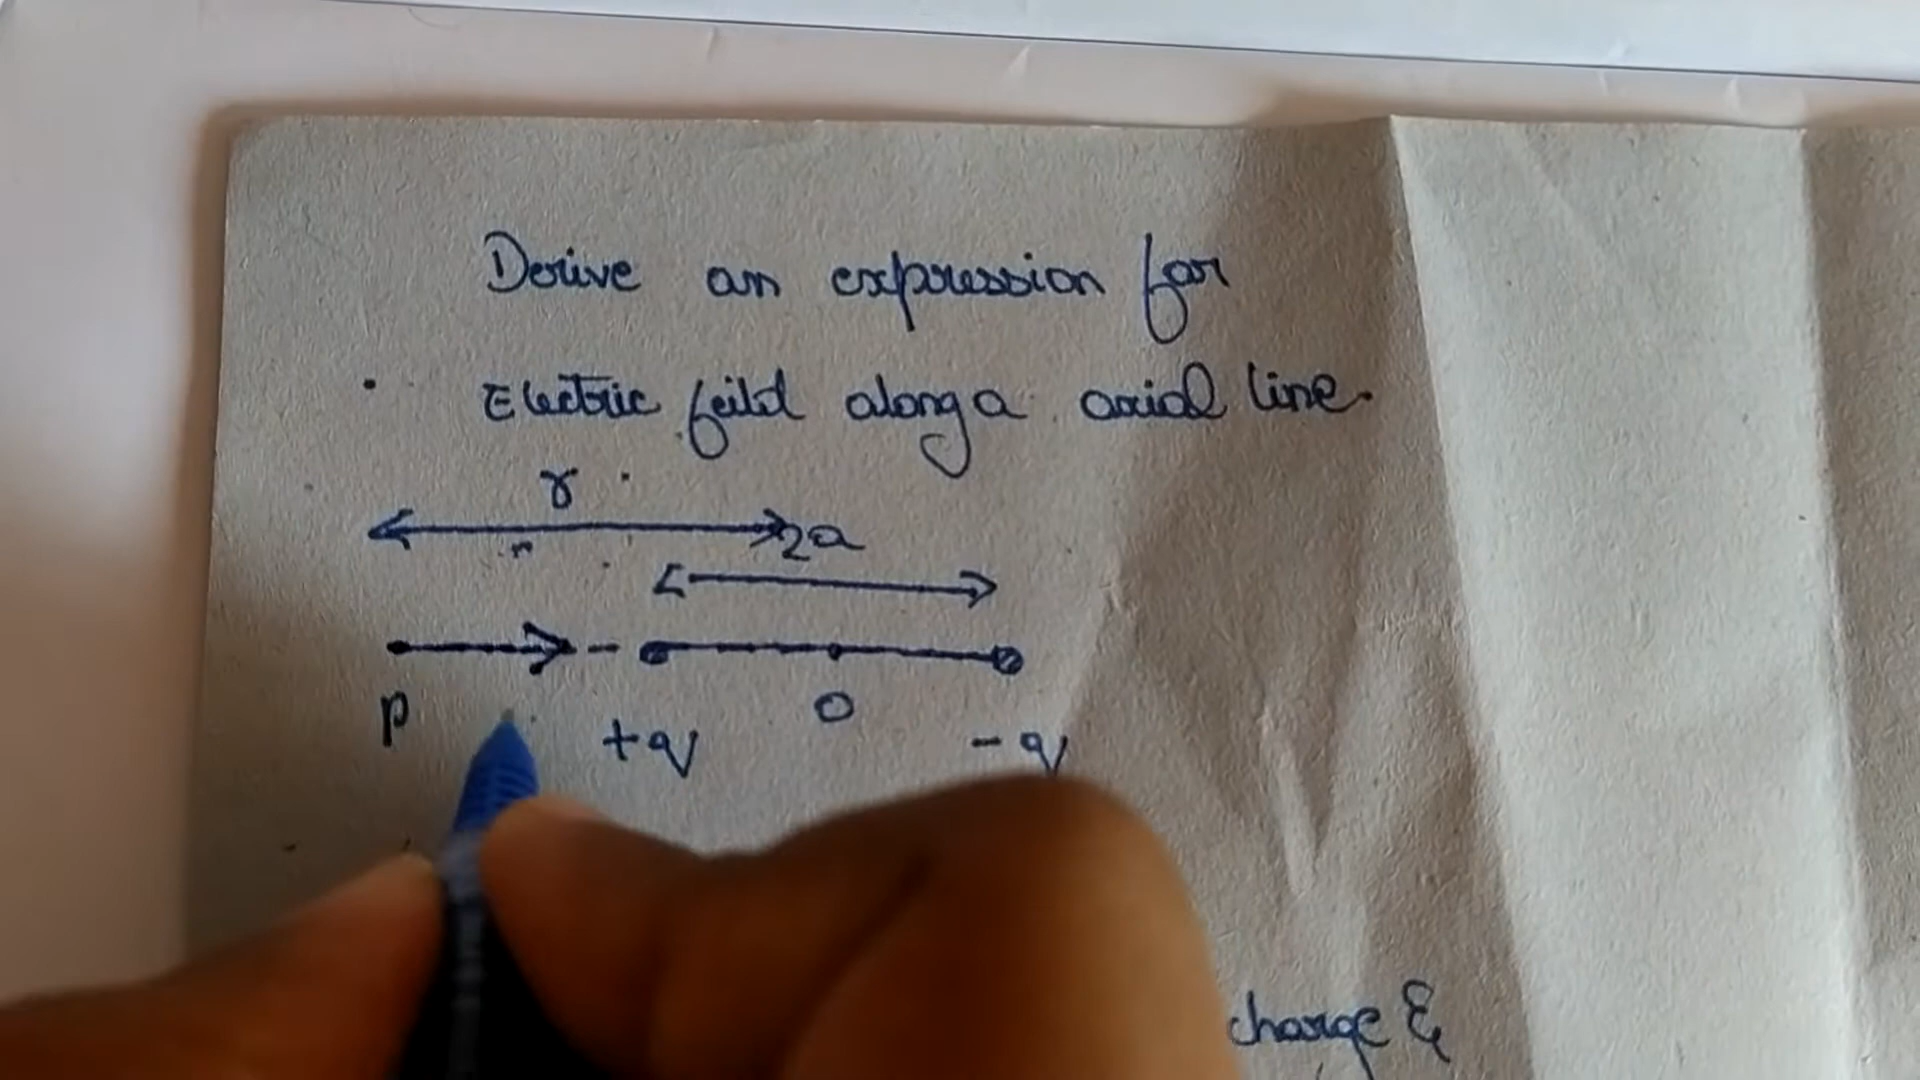 Derive an expression for
Electric feild along a axial line.
r
2a
p
+q
O
-q
charge &